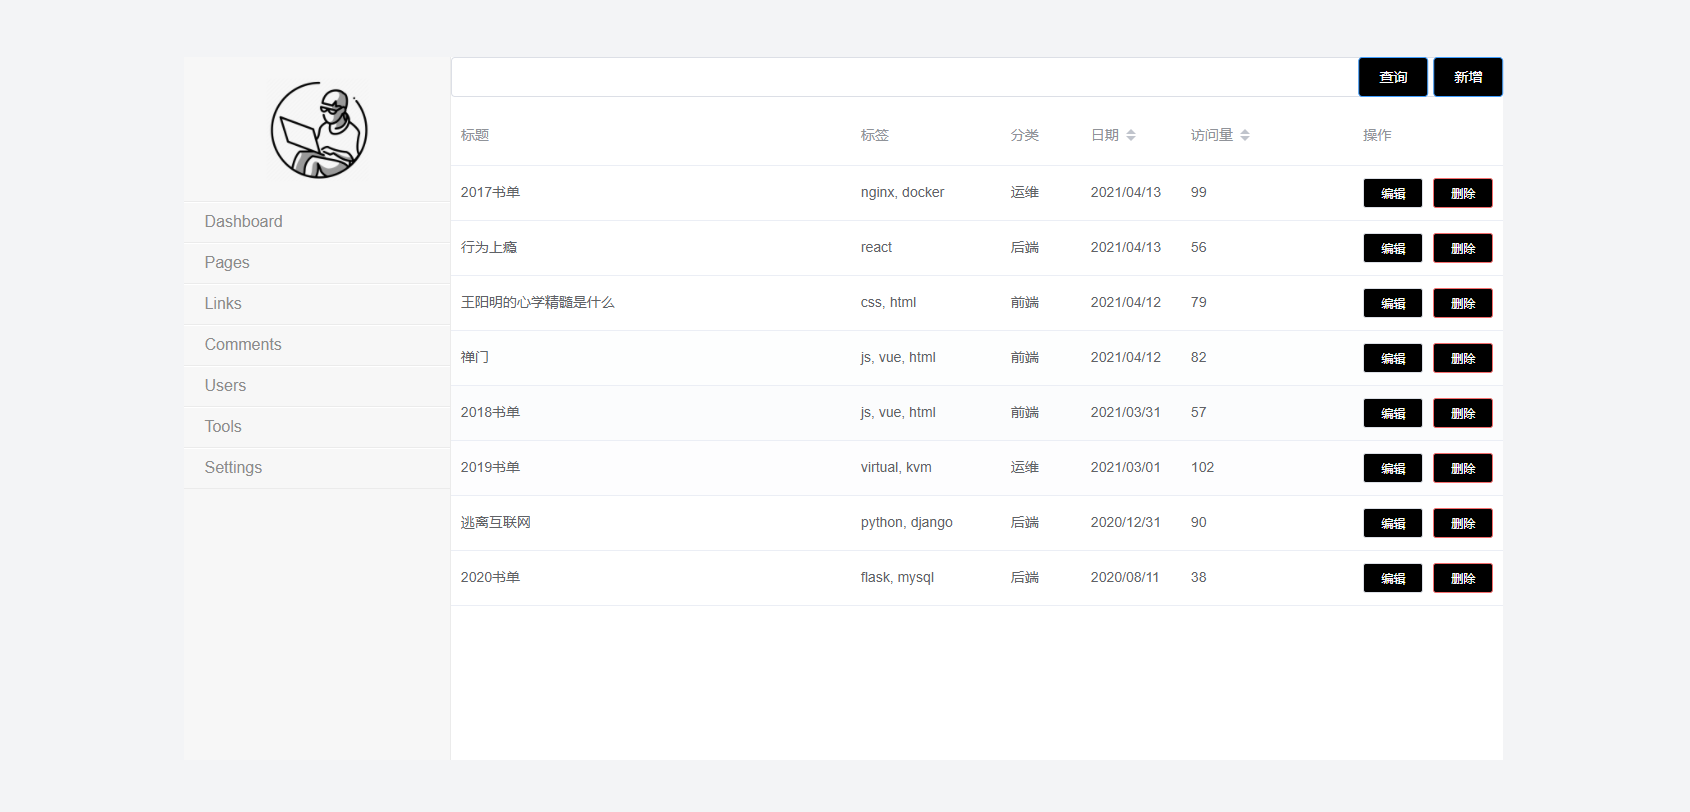 查询 新增
标题 标签 分类 日期 访问量 操作
2017书单 nginx, docker 运维 2021/04/13 99 编辑 删除
行为上瘾 react 后端 2021/04/13 56 编辑 删除
王阳明的心学精髓是什么 css, html 前端 2021/04/12 79 编辑 删除
禅门 js, vue, html 前端 2021/04/12 82 编辑 删除
2018书单 js, vue, html 前端 2021/03/31 57 编辑 删除
2019书单 virtual, kvm 运维 2021/03/01 102 编辑 删除
逃离互联网 python, django 后端 2020/12/31 90 编辑 删除
2020书单 flask, mysql 后端 2020/08/11 38 编辑 删除
Dashboard
Pages
Links
Comments
Users
Tools
Settings